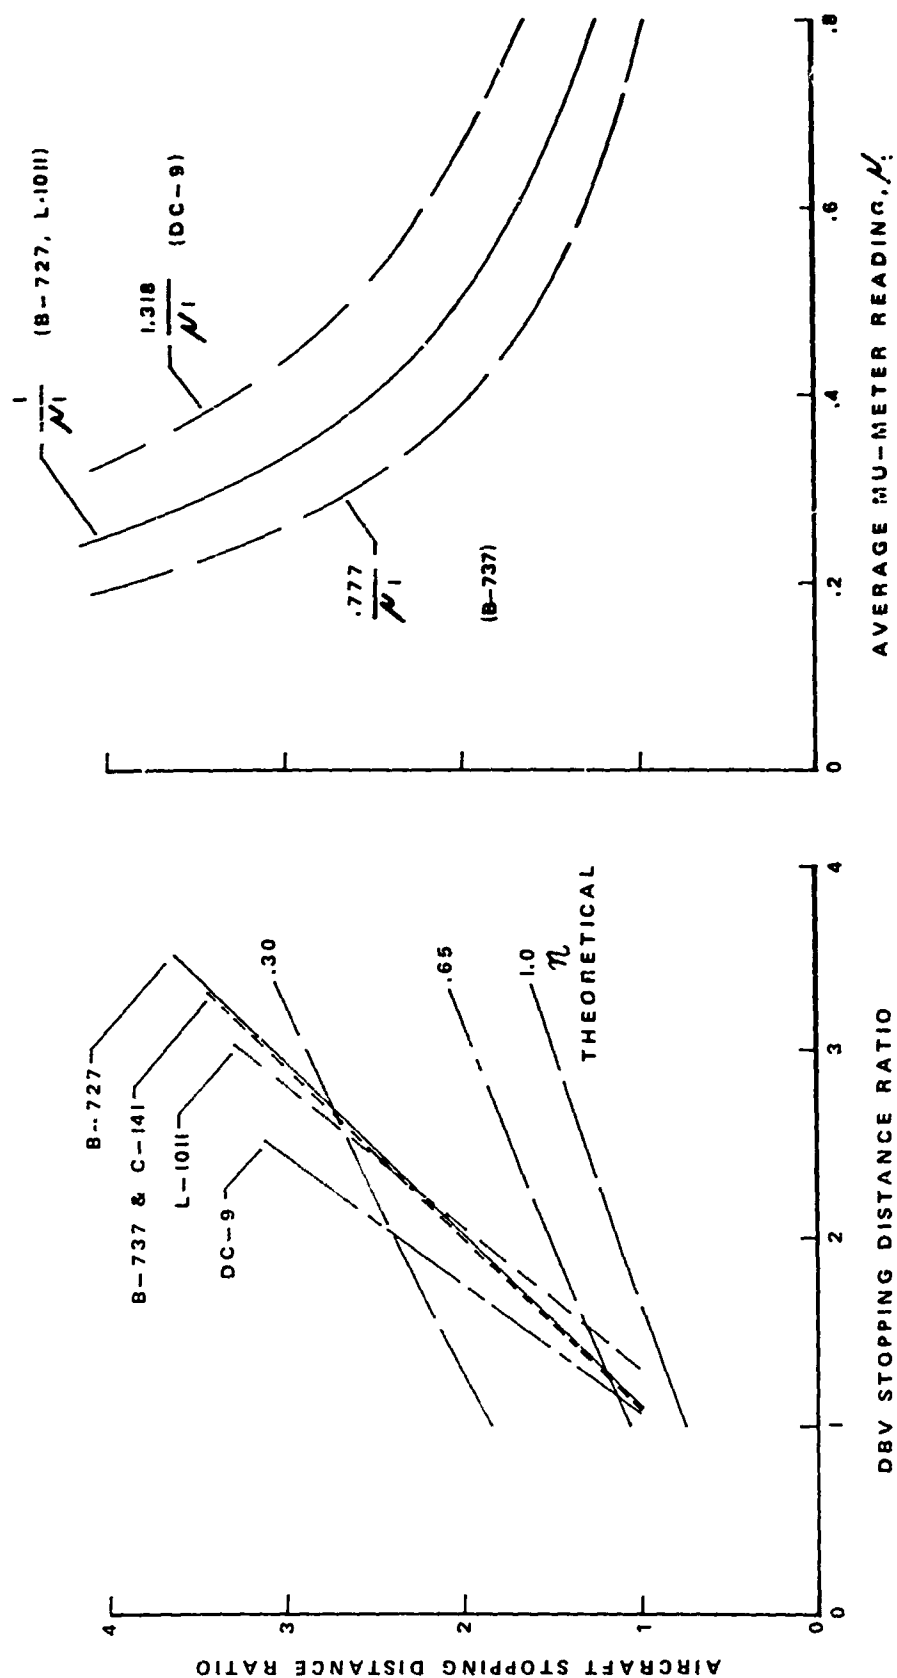 AIRCRAFT STOPPING DISTANCE RATIO
4
3
2
1
0
B-727
B-737 & C-141
L-1011
DC-9
.30
.65
1.0
η
THEORETICAL
0
1
2
3
4
DBV STOPPING DISTANCE RATIO
1
μ1
(B-727, L-1011)
1.318
μ1
(DC-9)
.777
μ1
(B-737)
0
.2
.4
.6
.8
AVERAGE MU-METER READING, μ1